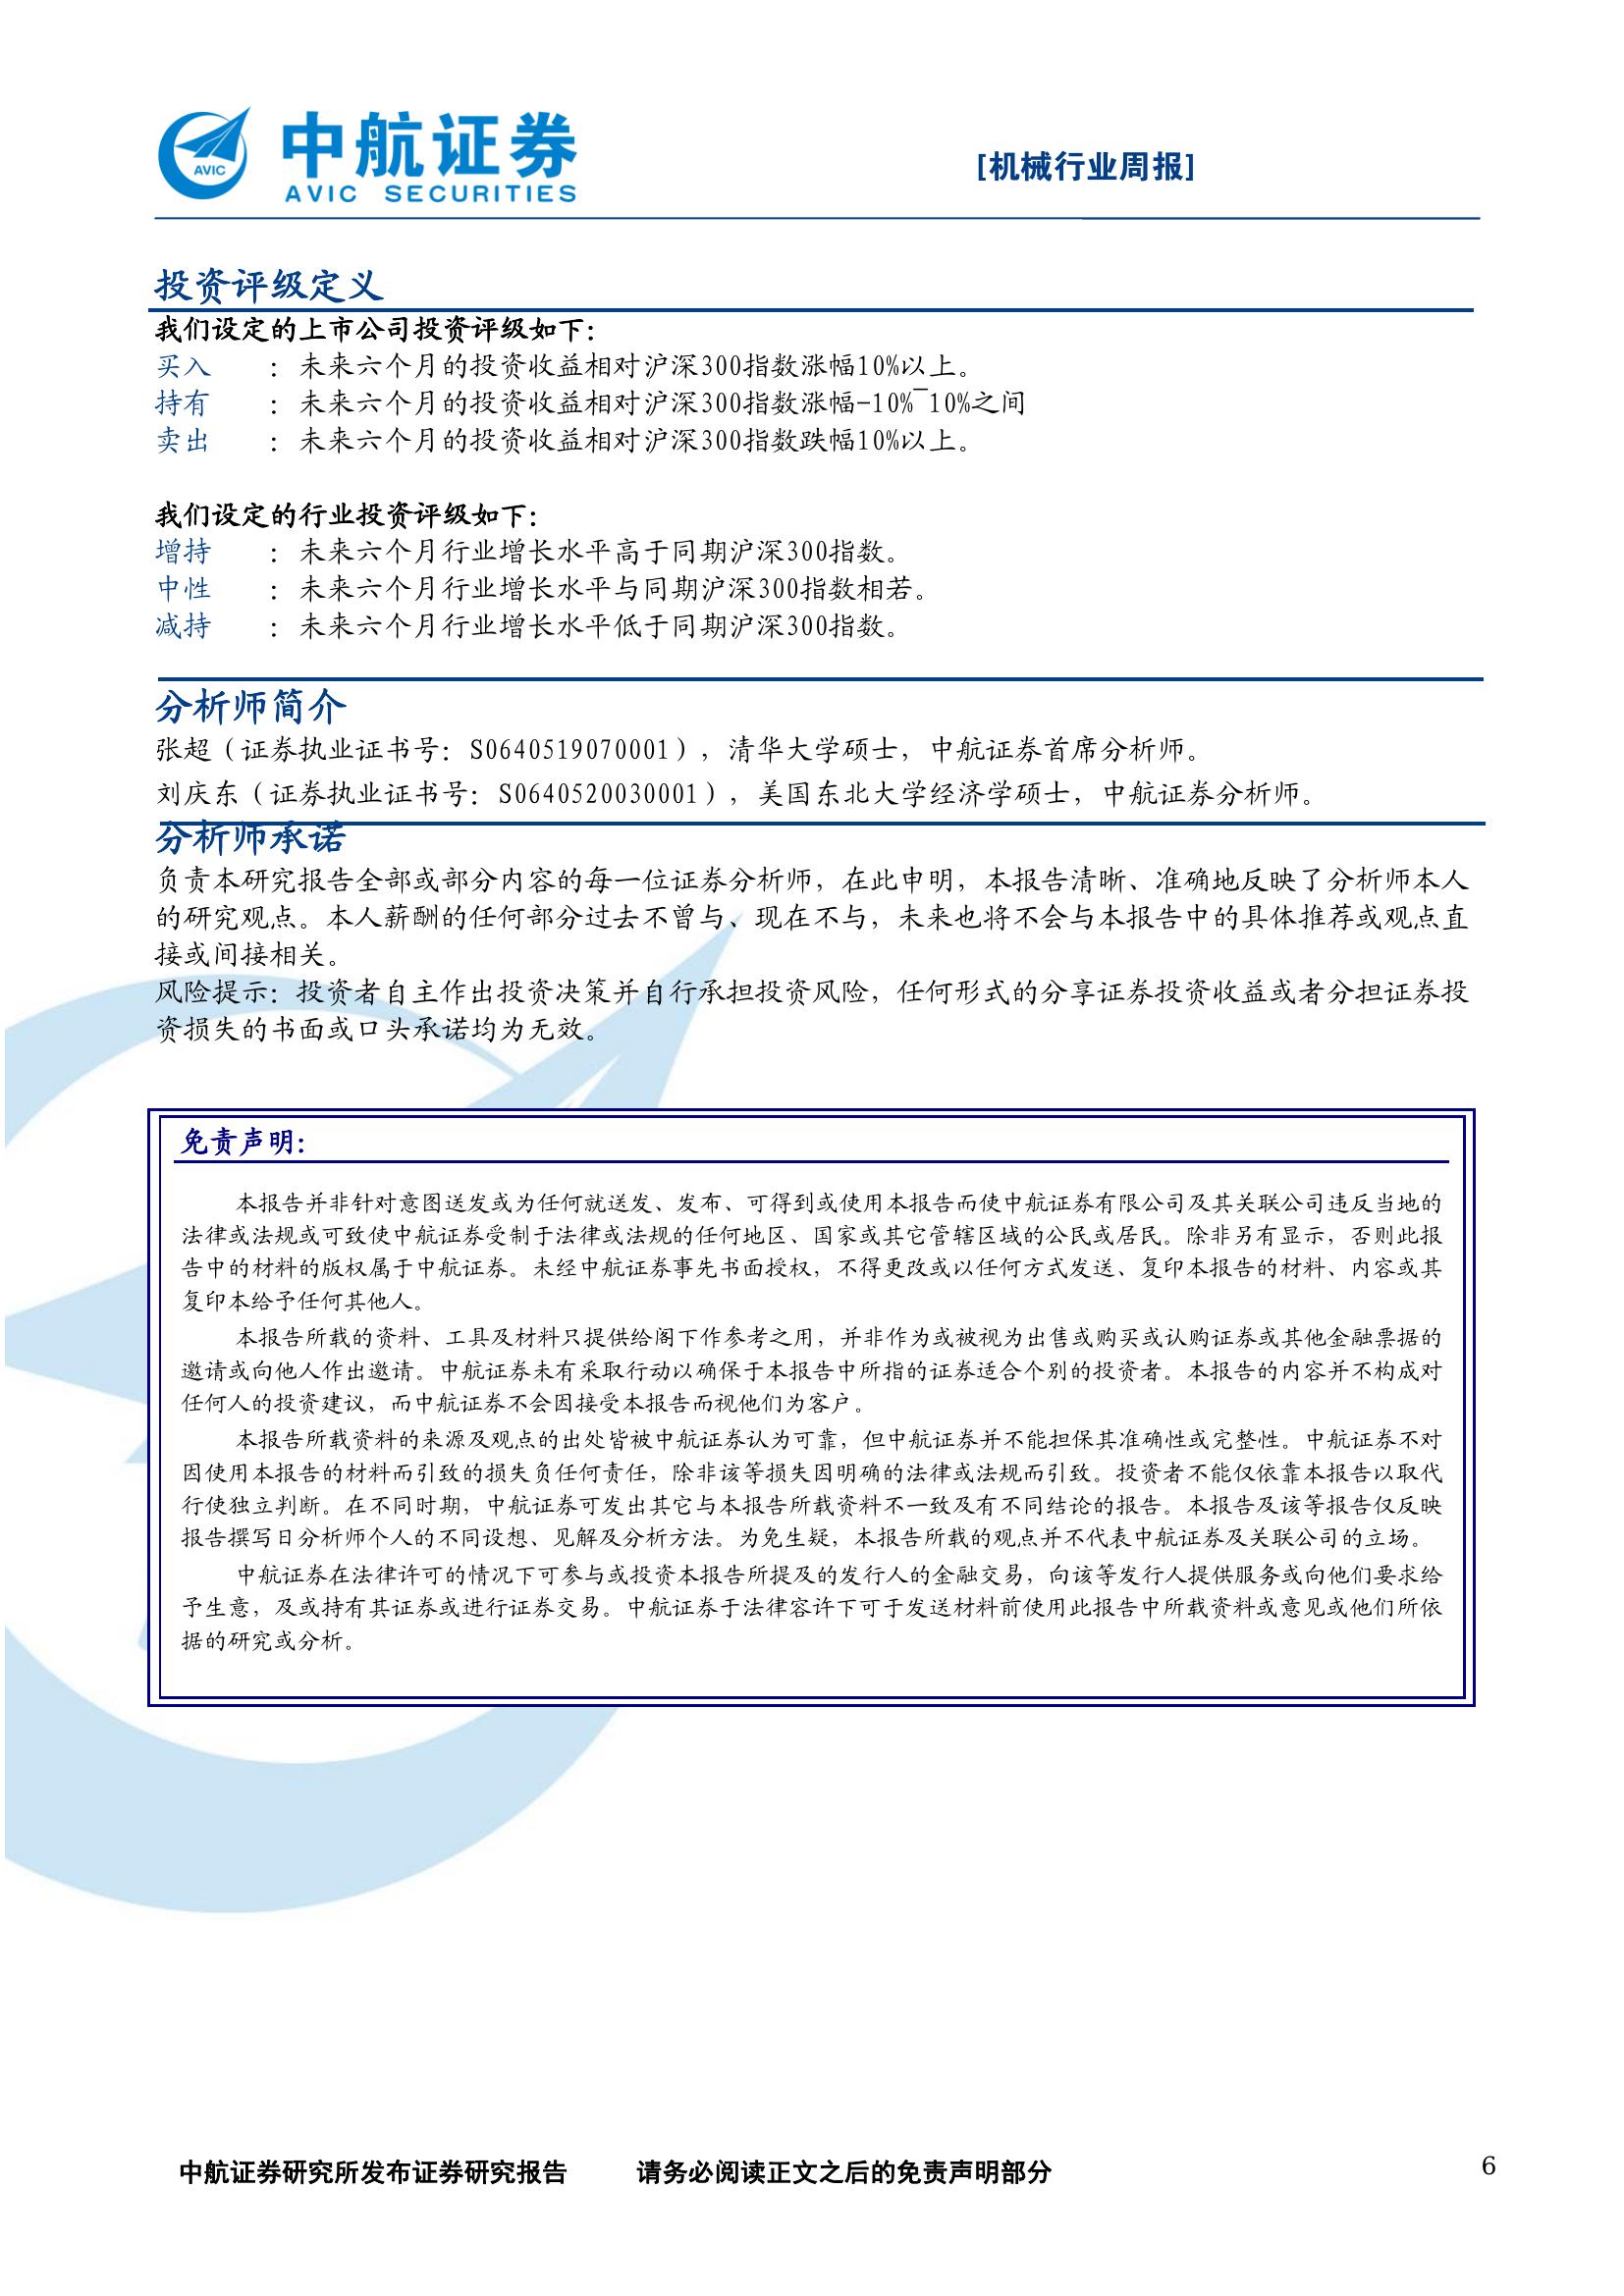 AVIC
中航证券
AVIC SECURITIES
[机械行业周报]
投资评级定义
我们设定的上市公司投资评级如下：
买入 ：未来六个月的投资收益相对沪深300指数涨幅10%以上。
持有 ：未来六个月的投资收益相对沪深300指数涨幅-10%~10%之间
卖出 ：未来六个月的投资收益相对沪深300指数跌幅10%以上。
我们设定的行业投资评级如下：
增持 ：未来六个月行业增长水平高于同期沪深300指数。
中性 ：未来六个月行业增长水平与同期沪深300指数相若。
减持 ：未来六个月行业增长水平低于同期沪深300指数。
分析师简介
张超（证券执业证书号：S0640519070001），清华大学硕士，中航证券首席分析师。
刘庆东（证券执业证书号：S0640520030001），美国东北大学经济学硕士，中航证券分析师。
分析师承诺
负责本研究报告全部或部分内容的每一位证券分析师，在此申明，本报告清晰、准确地反映了分析师本人
的研究观点。本人薪酬的任何部分过去不曾与、现在不与，未来也将不会与本报告中的具体推荐或观点直
接或间接相关。
风险提示：投资者自主作出投资决策并自行承担投资风险，任何形式的分享证券投资收益或者分担证券投
资损失的书面或口头承诺均为无效。
免责声明：
本报告并非针对意图送发或为任何就送发、发布、可得到或使用本报告而使中航证券有限公司及其关联公司违反当地的
法律或法规或可致使中航证券受制于法律或法规的任何地区、国家或其它管辖区域的公民或居民。除非另有显示，否则此报
告中的材料的版权属于中航证券。未经中航证券事先书面授权，不得更改或以任何方式发送、复印本报告的材料、内容或其
复印本给予任何其他人。
本报告所载的资料、工具及材料只提供给阁下作参考之用，并非作为或被视为出售或购买或认购证券或其他金融票据的
邀请或向他人作出邀请。中航证券未有采取行动以确保于本报告中所指的证券适合个别的投资者。本报告的内容并不构成对
任何人的投资建议，而中航证券不会因接受本报告而视他们为客户。
本报告所载资料的来源及观点的出处皆被中航证券认为可靠，但中航证券并不能担保其准确性或完整性。中航证券不对
因使用本报告的材料而引致的损失负任何责任，除非该等损失因明确的法律或法规而引致。投资者不能仅依靠本报告以取代
行使独立判断。在不同时期，中航证券可发出其它与本报告所载资料不一致及有不同结论的报告。本报告及该等报告仅反映
报告撰写日分析师个人的不同设想、见解及分析方法。为免生疑，本报告所载的观点并不代表中航证券及关联公司的立场。
中航证券在法律许可的情况下可参与或投资本报告所提及的发行人的金融交易，向该等发行人提供服务或向他们要求给
予生意，及或持有其证券或进行证券交易。中航证券于法律容许下可于发送材料前使用此报告中所载资料或意见或他们所依
据的研究或分析。
中航证券研究所发布证券研究报告 请务必阅读正文之后的免责声明部分 6